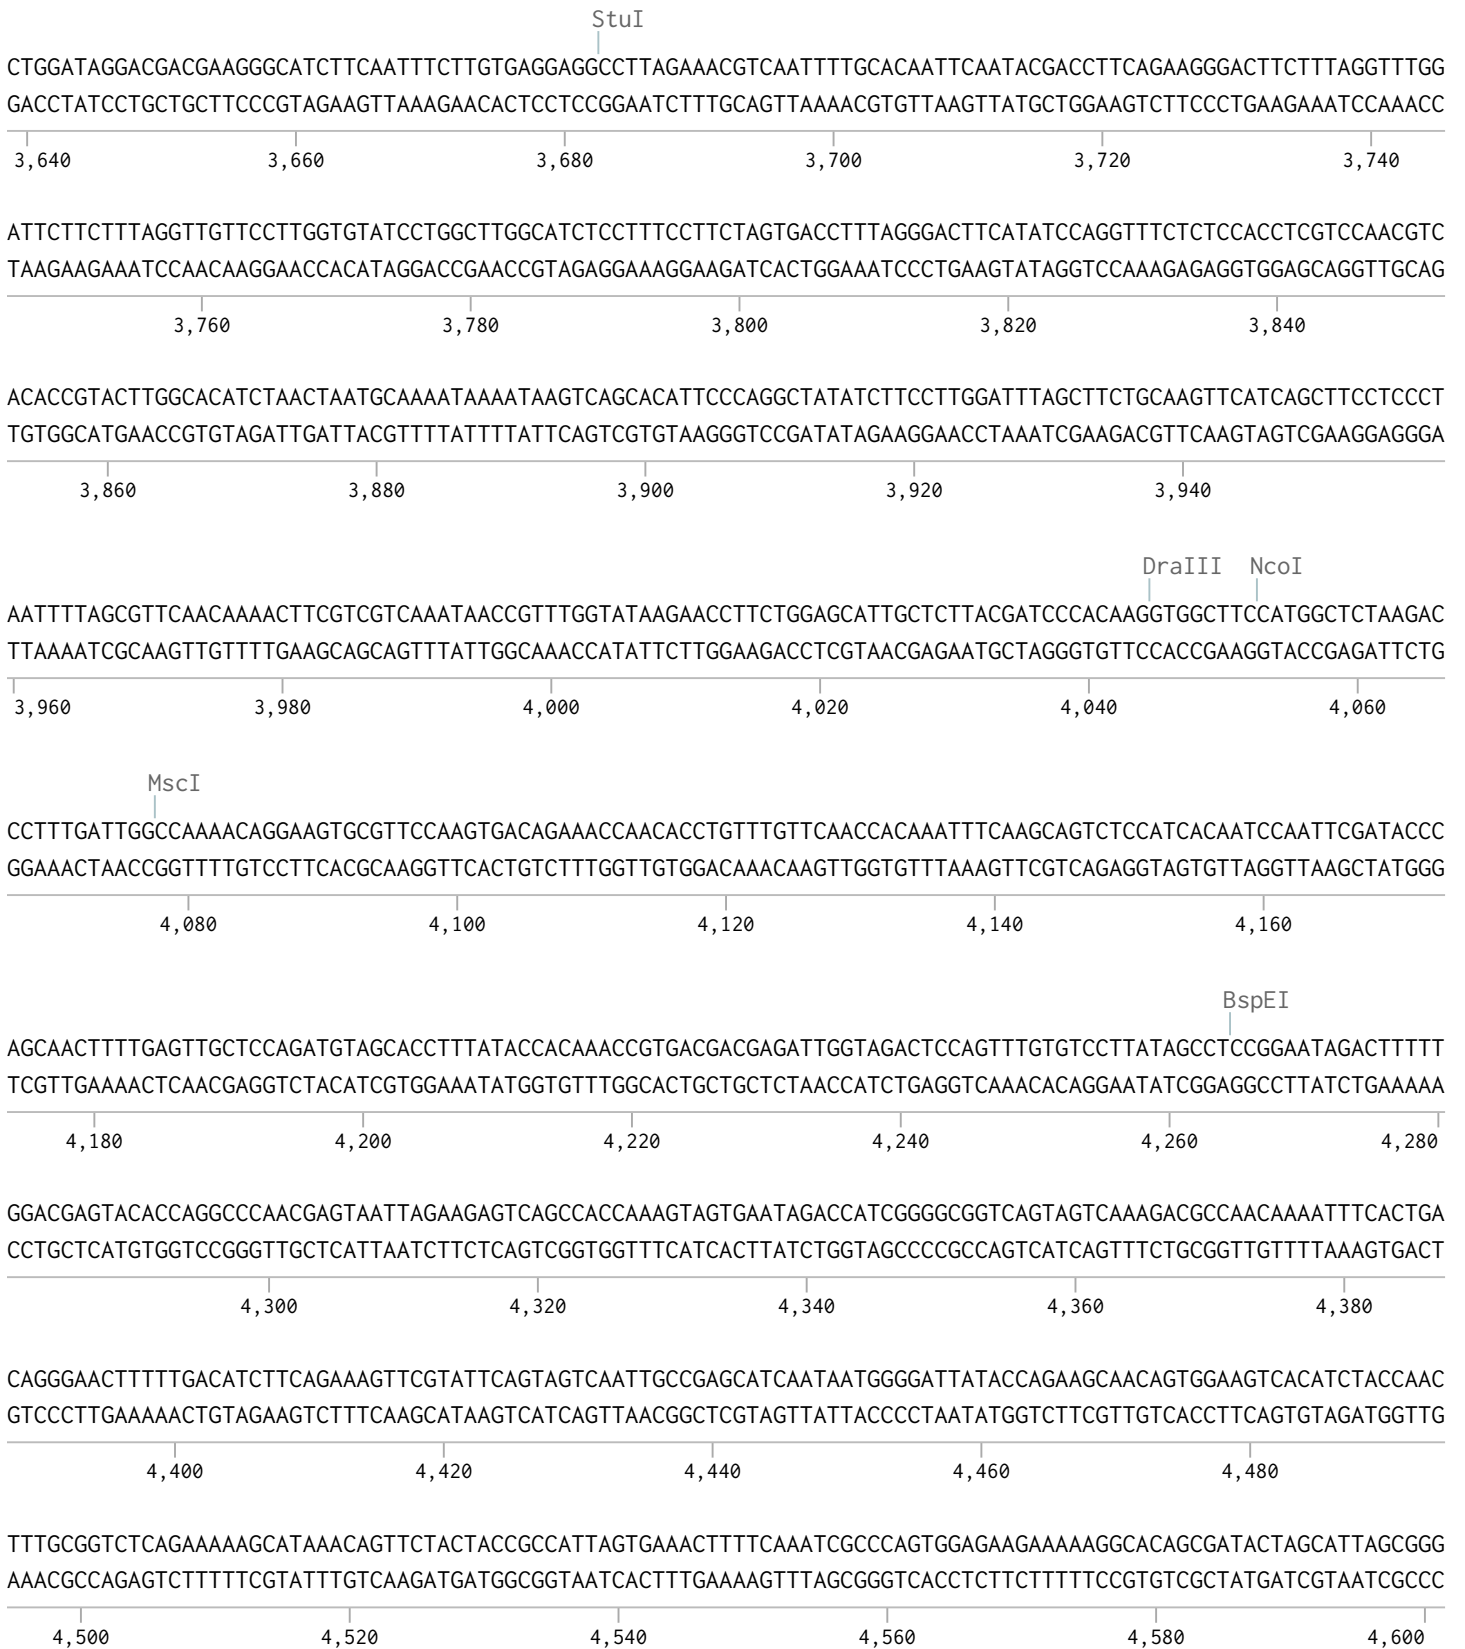 StuI
CTGGATAGGACGACGAAGGGCATCTTCAATTTCTTGTGAGGAGGCCTTAGAAACGTCAATTTTGCACAATTCAATACGACCTTCAGAAGGGACTTCTTTAGGTTTGG
GACCTATCCTGCTGCTTCCCGTAGAAGTTAAAGAACACTCCTCCGGAATCTTTGCAGTTAAAACGTGTTAAGTTATGCTGGAAGTCTTCCCTGAAGAAATCCAAACC
3,640 3,660 3,680 3,700 3,720 3,740
ATTCTTCTTTAGGTTGTTCCTTGGTGTATCCTGGCTTGGCATCTCCTTTCCTTCTAGTGACCTTTAGGGACTTCATATCCAGGTTTCTCTCCACCTCGTCCAACGTC
TAAGAAGAAATCCAACAAGGAACCACATAGGACCGAACCGTAGAGGAAAGGAAGATCACTGGAAATCCCTGAAGTATAGGTCCAAAGAGAGGTGGAGCAGGTTGCAG
3,760 3,780 3,800 3,820 3,840
ACACCGTACTTGGCACATCTAACTAATGCAAAATAAAATAAGTCAGCACATTCCCAGGCTATATCTTCCTTGGATTTAGCTTCTGCAAGTTCATCAGCTTCCTCCCT
TGTGGCATGAACCGTGTAGATTGATTACGTTTTATTTTATTCAGTCGTGTAAGGGTCCGATATAGAAGGAACCTAAATCGAAGACGTTCAAGTAGTCGAAGGAGGGA
3,860 3,880 3,900 3,920 3,940
DraIII NcoI
AATTTTAGCGTTCAACAAAACTTCGTCGTCAAATAACCGTTTGGTATAAGAACCTTCTGGAGCATTGCTCTTACGATCCCACAAGGTGGCTTCCATGGCTCTAAGAC
TTAAAATCGCAAGTTGTTTTGAAGCAGCAGTTTATTGGCAAACCATATTCTTGGAAGACCTCGTAACGAGAATGCTAGGGTGTTCCACCGAAGGTACCGAGATTCTG
3,960 3,980 4,000 4,020 4,040 4,060
MscI
CCTTTGATTGGCCAAAACAGGAAGTGCGTTCCAAGTGACAGAAACCAACACCTGTTTGTTCAACCACAAATTTCAAGCAGTCTCCATCACAATCCAATTCGATACCC
GGAAACTAACCGGTTTTGTCCTTCACGCAAGGTTCACTGTCTTTGGTTGTGGACAAACAAGTTGGTGTTTAAAGTTCGTCAGAGGTAGTGTTAGGTTAAGCTATGGG
4,080 4,100 4,120 4,140 4,160
BspEI
AGCAACTTTTGAGTTGCTCCAGATGTAGCACCTTTATACCACAAACCGTGACGACGAGATTGGTAGACTCCAGTTTGTGTCCTTATAGCCTCCGGAATAGACTTTTT
TCGTTGAAAACTCAACGAGGTCTACATCGTGGAAATATGGTGTTTGGCACTGCTGCTCTAACCATCTGAGGTCAAACACAGGAATATCGGAGGCCTTATCTGAAAAA
4,180 4,200 4,220 4,240 4,260 4,280
GGACGAGTACACCAGGCCCAACGAGTAATTAGAAGAGTCAGCCACCAAAGTAGTGAATAGACCATCGGGGCGGTCAGTAGTCAAAGACGCCAACAAAATTTCACTGA
CCTGCTCATGTGGTCCGGGTTGCTCATTAATCTTCTCAGTCGGTGGTTTCATCACTTATCTGGTAGCCCCGCCAGTCATCAGTTTCTGCGGTTGTTTTAAAGTGACT
4,300 4,320 4,340 4,360 4,380
CAGGGAACTTTTTGACATCTTCAGAAAGTTCGTATTCAGTAGTCAATTGCCGAGCATCAATAATGGGGATTATACCAGAAGCAACAGTGGAAGTCACATCTACCAAC
GTCCCTTGAAAAACTGTAGAAGTCTTTCAAGCATAAGTCATCAGTTAACGGCTCGTAGTTATTACCCCTAATATGGTCTTCGTTGTCACCTTCAGTGTAGATGGTTG
4,400 4,420 4,440 4,460 4,480
TTTGCGGTCTCAGAAAAAGCATAAACAGTTCTACTACCGCCATTAGTGAAACTTTTCAAATCGCCCAGTGGAGAAGAAAAAGGCACAGCGATACTAGCATTAGCGGG
AAACGCCAGAGTCTTTTTCGTATTTGTCAAGATGATGGCGGTAATCACTTTGAAAAGTTTAGCGGGTCACCTCTTCTTTTTCCGTGTCGCTATGATCGTAATCGCCC
4,500 4,520 4,540 4,560 4,580 4,600